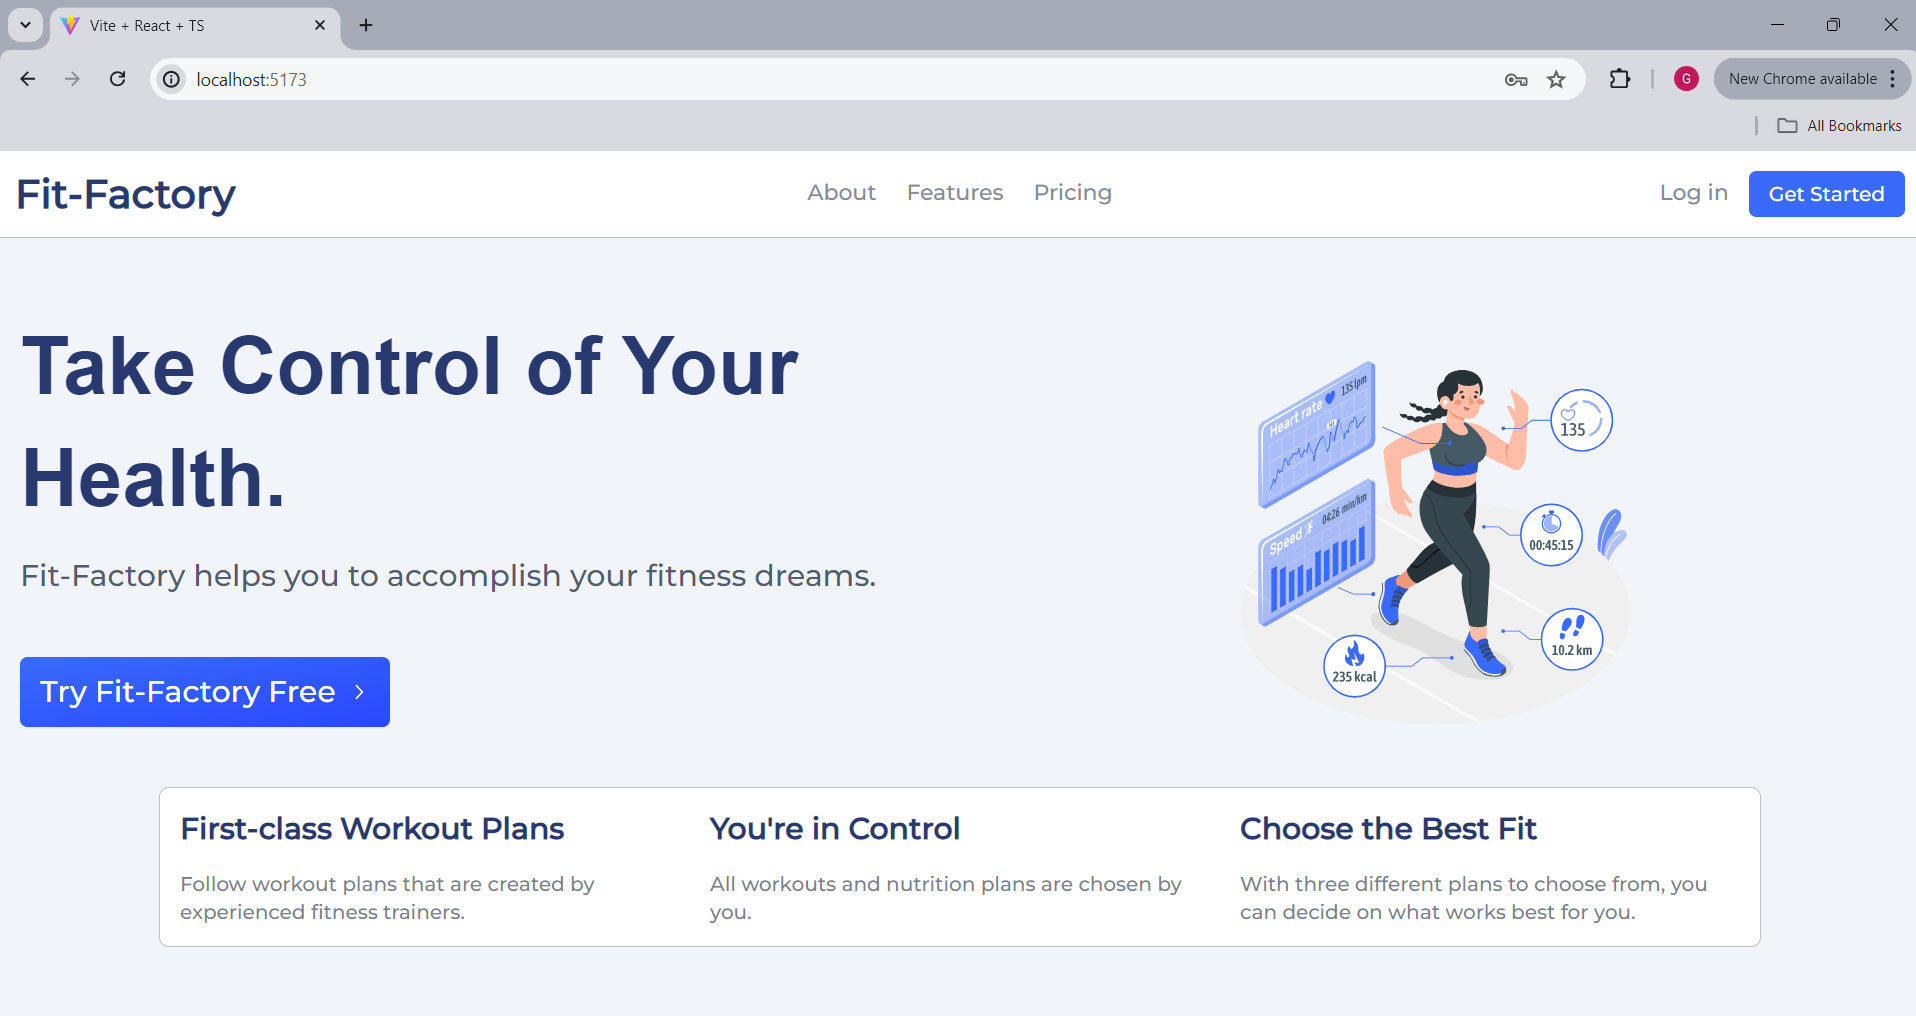 Vite + React + TS
localhost:5173
G
New Chrome available
All Bookmarks
Fit-Factory
About
Features
Pricing
Log in
Get Started
Take Control of Your
Health.
Fit-Factory helps you to accomplish your fitness dreams.
Try Fit-Factory Free
Heart rate
135 lpm
135
Speed
04:26 min/km
00:45:15
10.2 km
235 kcal
First-class Workout Plans
Follow workout plans that are created by
experienced fitness trainers.
You're in Control
All workouts and nutrition plans are chosen by
you.
Choose the Best Fit
With three different plans to choose from, you
can decide on what works best for you.